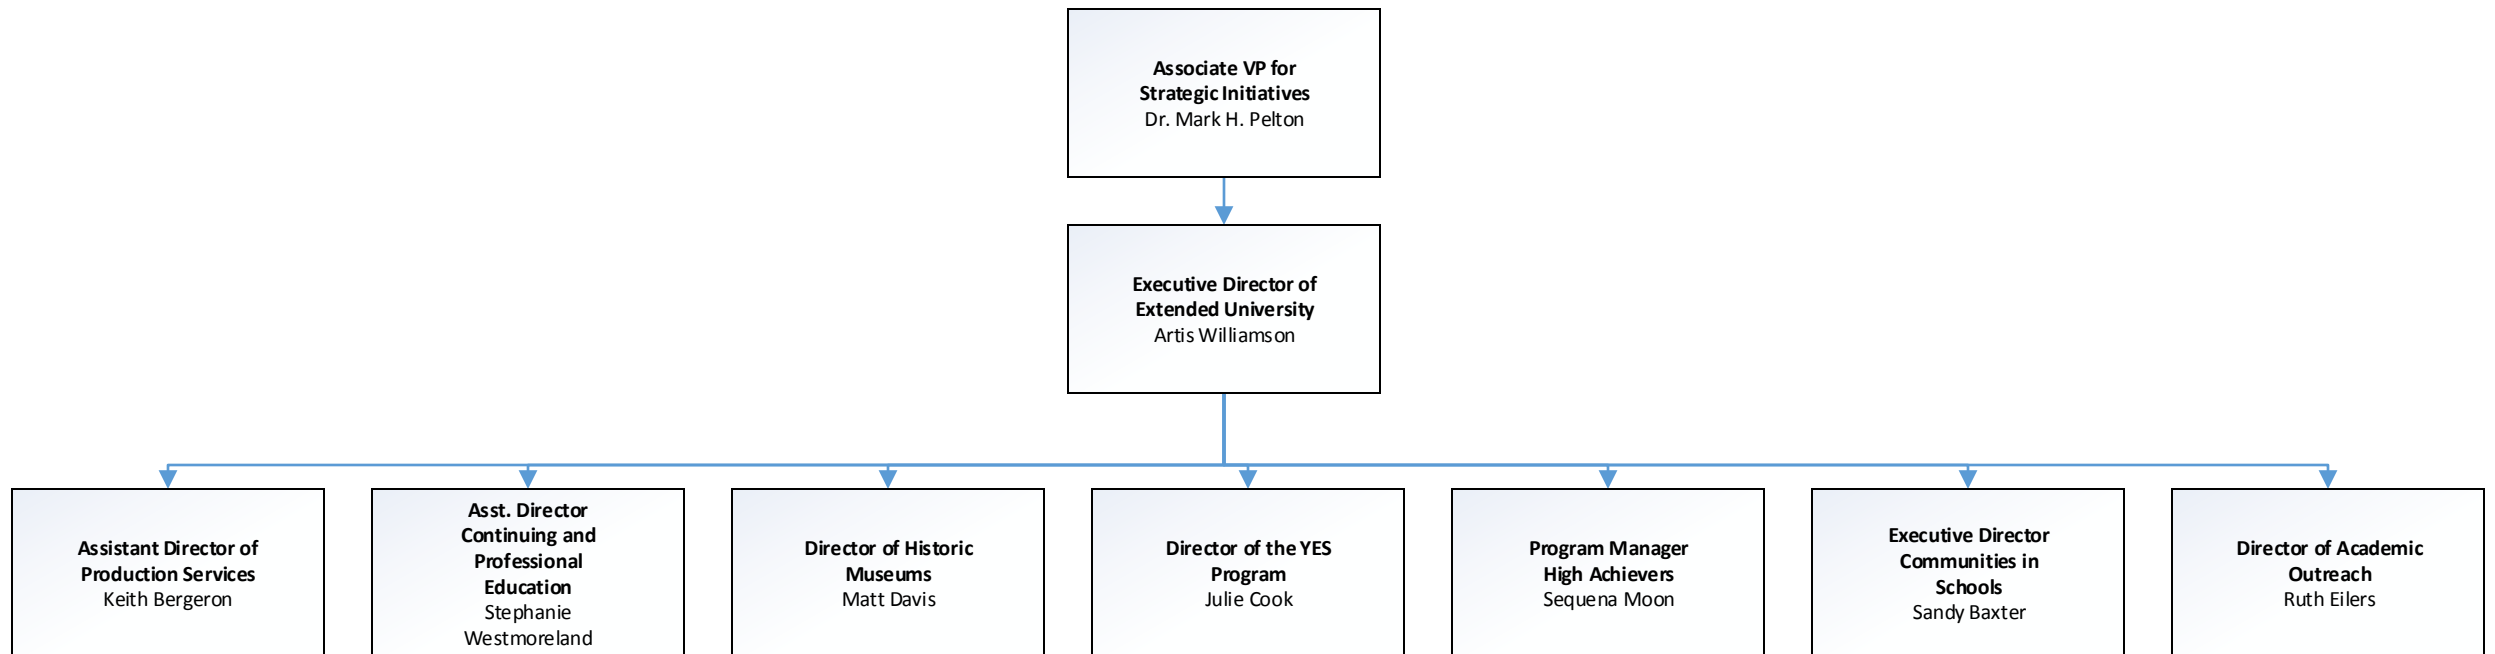 Associate VP for
Strategic Initiatives
Dr. Mark H. Pelton
Executive Director of
Extended University
Artis Williamson
Assistant Director of
Production Services
Keith Bergeron
Asst. Director
Continuing and
Professional
Education
Stephanie
Westmoreland
Director of Historic
Museums
Matt Davis
Director of the YES
Program
Julie Cook
Program Manager
High Achievers
Sequena Moon
Executive Director
Communities in
Schools
Sandy Baxter
Director of Academic
Outreach
Ruth Eilers